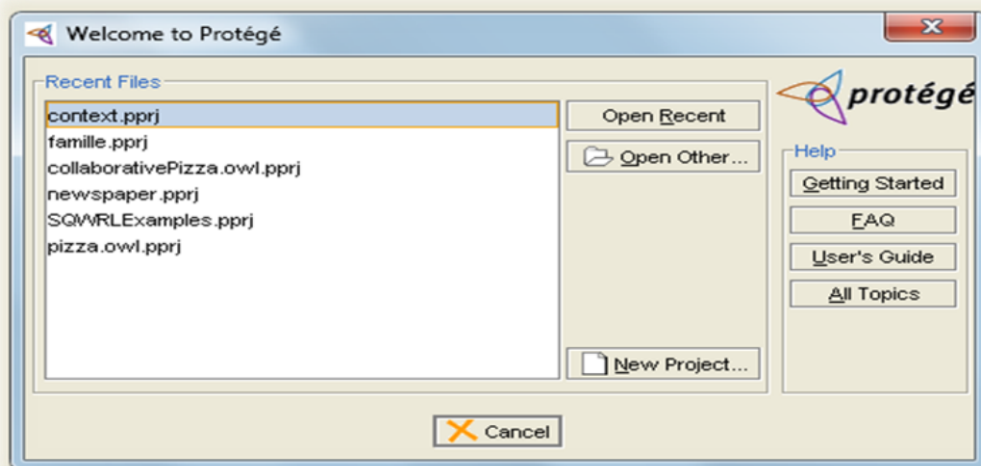 Welcome to Protégé
Recent Files
context.pprj
famille.pprj
collaborativePizza.owl.pprj
newspaper.pprj
SQWRLExamples.pprj
pizza.owl.pprj
Open Recent
Open Other...
New Project...
protégé
Help
Getting Started
FAQ
User's Guide
All Topics
Cancel